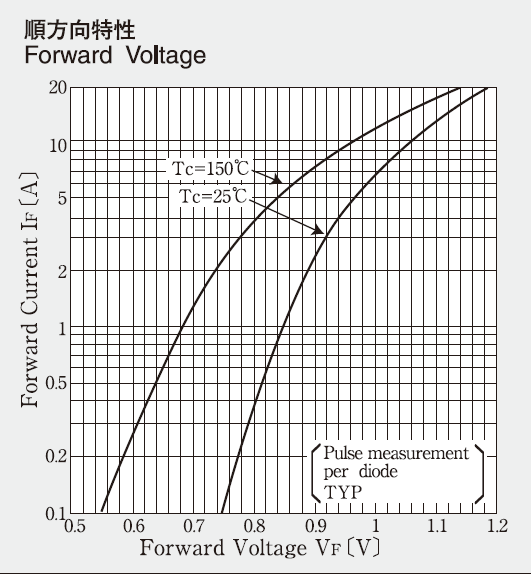 順方向特性
Forward Voltage
20
10
5
2
1
0.5
0.2
0.1
Forward Current IF〔A〕
Tc=150℃
Tc=25℃
Pulse measurement
per diode
TYP
0.5 0.6 0.7 0.8 0.9 1 1.1 1.2
Forward Voltage VF〔V〕